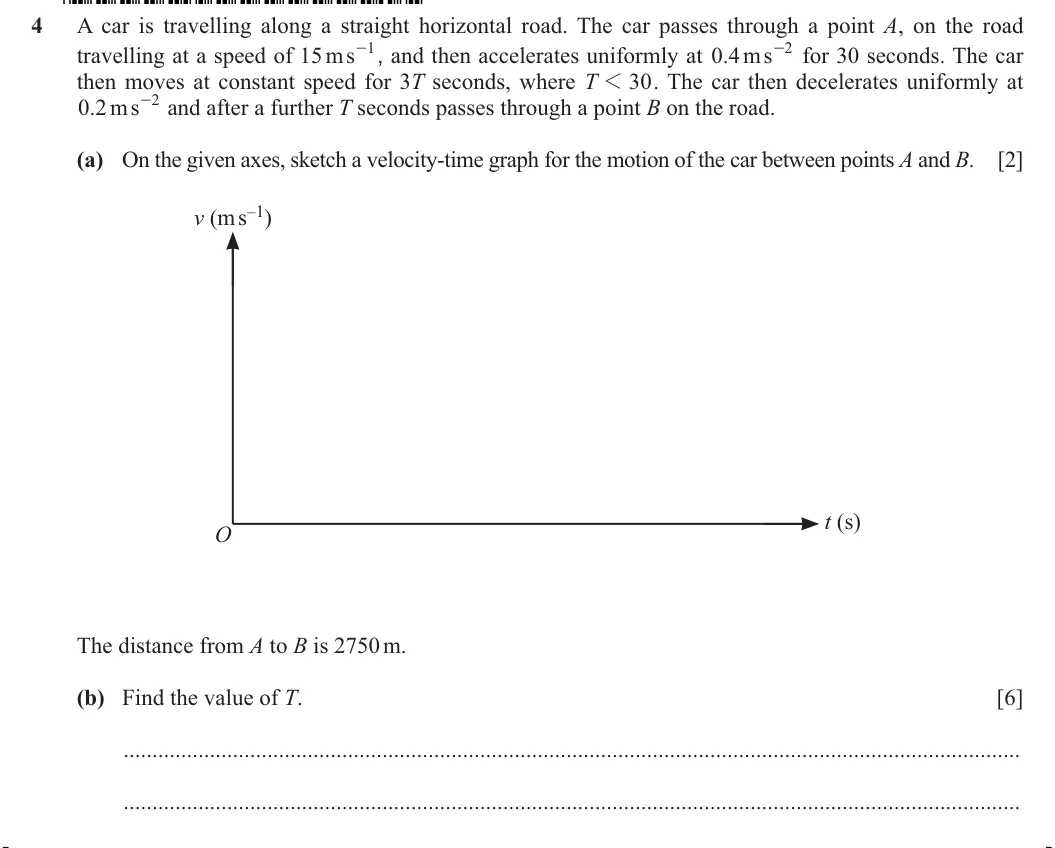 4 A car is travelling along a straight horizontal road. The car passes through a point A, on the road
travelling at a speed of 15 m s⁻¹, and then accelerates uniformly at 0.4 m s⁻² for 30 seconds. The car
then moves at constant speed for 3T seconds, where T < 30. The car then decelerates uniformly at
0.2 m s⁻² and after a further T seconds passes through a point B on the road.
(a) On the given axes, sketch a velocity-time graph for the motion of the car between points A and B. [2]
v (m s⁻¹)
O
t (s)
The distance from A to B is 2750 m.
(b) Find the value of T. [6]